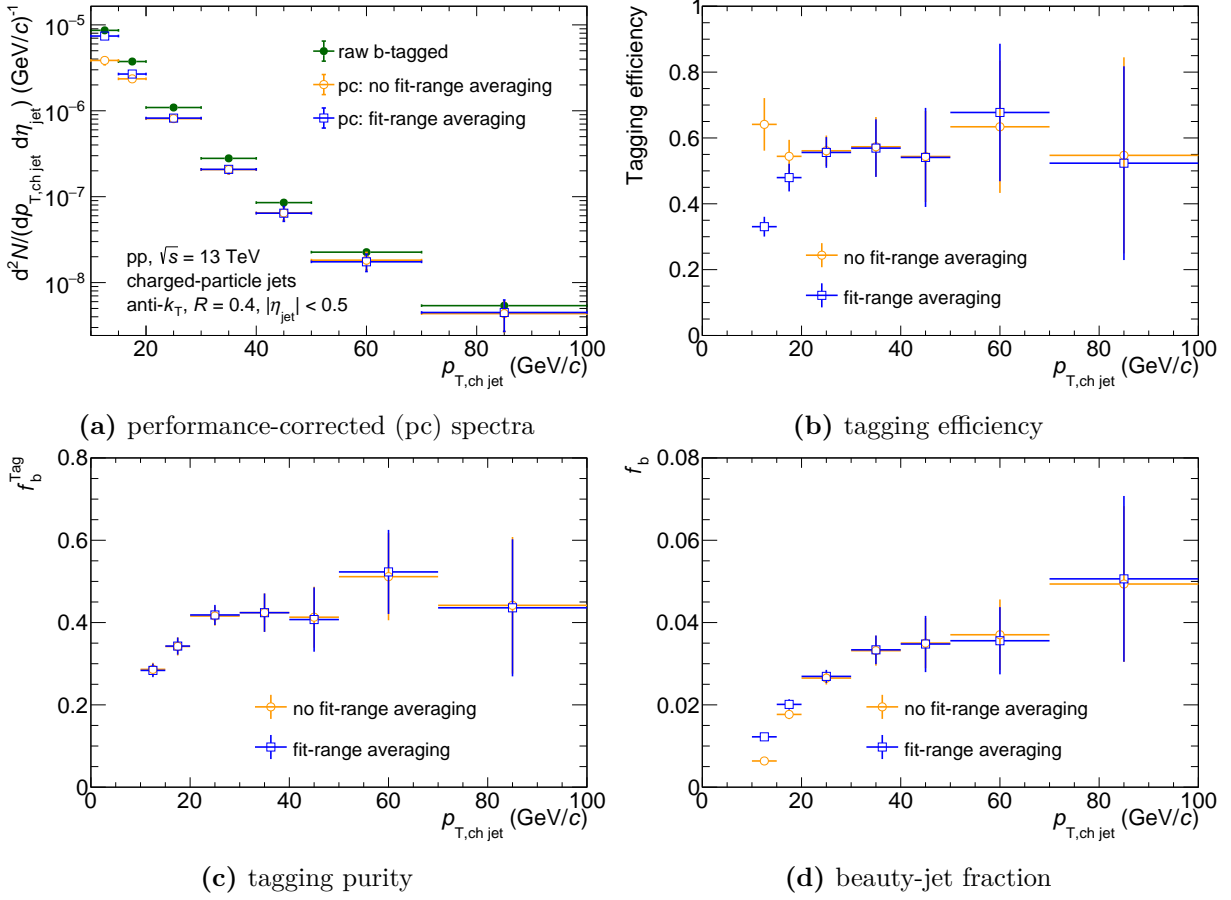 d²N/(dp_T,ch jet dη_jet) (GeV/c)⁻¹
10⁻⁵
10⁻⁶
10⁻⁷
10⁻⁸
raw b-tagged
pc: no fit-range averaging
pc: fit-range averaging
pp, √s = 13 TeV
charged-particle jets
anti-k_T, R = 0.4, |η_jet| < 0.5
20 40 60 80 100
p_T,ch jet (GeV/c)
(a) performance-corrected (pc) spectra
Tagging efficiency
1
0.8
0.6
0.4
0.2
0
no fit-range averaging
fit-range averaging
0 20 40 60 80 100
p_T,ch jet (GeV/c)
(b) tagging efficiency
f_b^Tag
0.8
0.6
0.4
0.2
0.0
no fit-range averaging
fit-range averaging
0 20 40 60 80 100
p_T,ch jet (GeV/c)
(c) tagging purity
f_b
0.08
0.06
0.04
0.02
0
no fit-range averaging
fit-range averaging
0 20 40 60 80 100
p_T,ch jet (GeV/c)
(d) beauty-jet fraction